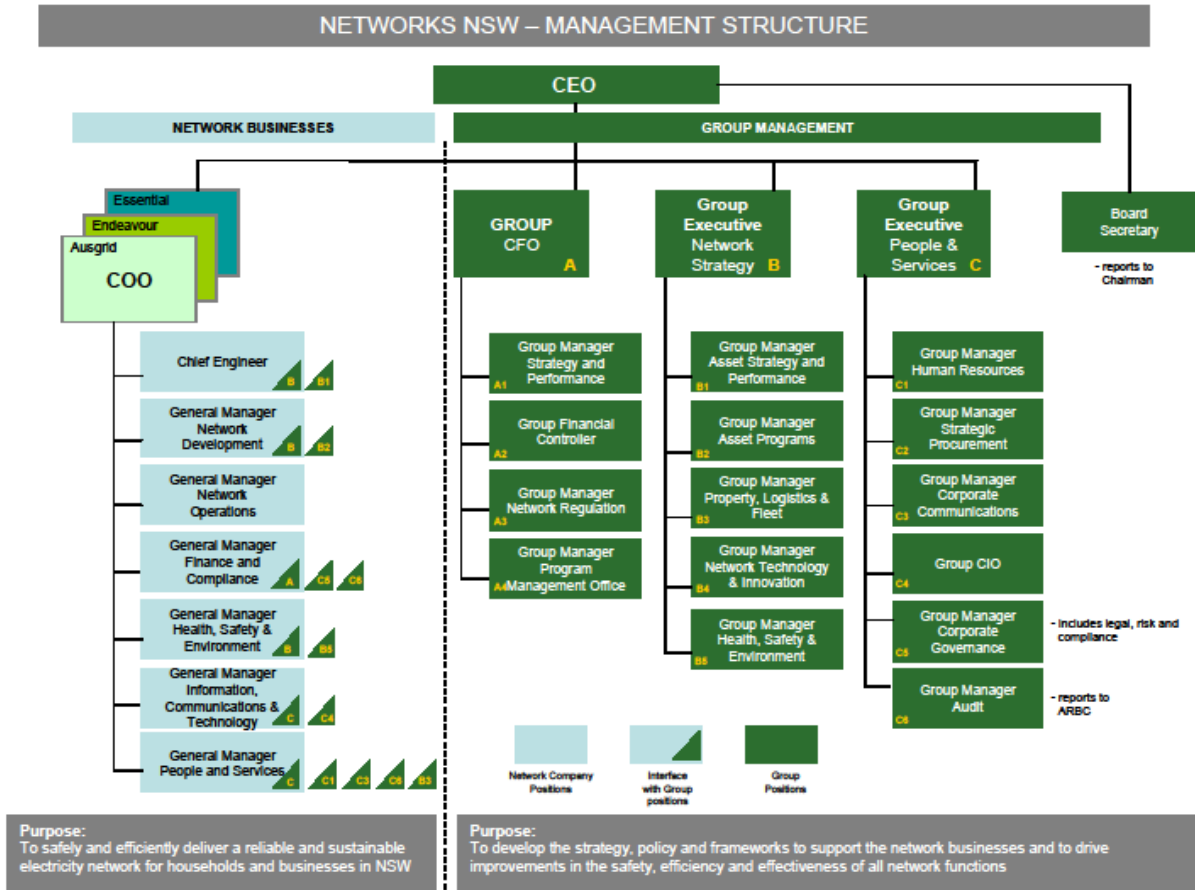 NETWORKS NSW – MANAGEMENT STRUCTURE
CEO
NETWORK BUSINESSES
GROUP MANAGEMENT
Essential
Endeavour
Ausgrid
COO
GROUP
CFO
A
Group
Executive
Network
Strategy B
Group
Executive
People &
Services C
Board
Secretary
- reports to
Chairman
Chief Engineer
B
B1
General Manager
Network
Development
B
B2
General Manager
Network
Operations
General Manager
Finance and
Compliance
A
C5
C6
General Manager
Health, Safety &
Environment
B
B5
General Manager
Information,
Communications &
Technology
C
C4
General Manager
People and Services
C
C1
C3
C6
B3
Group Manager
Strategy and
Performance
A1
Group Financial
Controller
A2
Group Manager
Network Regulation
A3
Group Manager
Program
Management Office
A4
Group Manager
Asset Strategy and
Performance
B1
Group Manager
Asset Programs
B2
Group Manager
Property, Logistics &
Fleet
B3
Group Manager
Network Technology
& Innovation
B4
Group Manager
Health, Safety &
Environment
B5
Group Manager
Human Resources
C1
Group Manager
Strategic
Procurement
C2
Group Manager
Corporate
Communications
C3
Group CIO
C4
Group Manager
Corporate
Governance
C5
- includes legal, risk and
compliance
Group Manager
Audit
C6
- reports to
ARBC
Network Company
Positions
Interface
with Group
positions
Group
Positions
Purpose:
To safely and efficiently deliver a reliable and sustainable
electricity network for households and businesses in NSW
Purpose:
To develop the strategy, policy and frameworks to support the network businesses and to drive
improvements in the safety, efficiency and effectiveness of all network functions